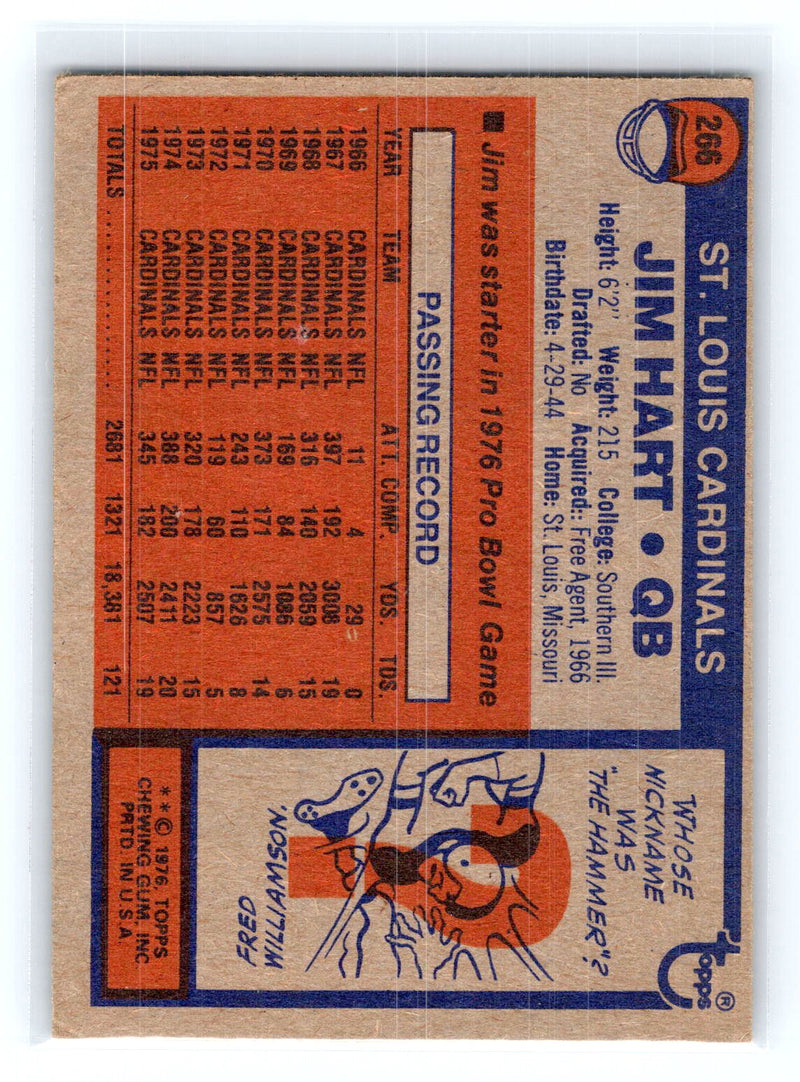 266
ST. LOUIS CARDINALS
JIM HART • QB
Height: 6'2" Weight: 215 College: Southern Ill.
Drafted: No Acquired:: Free Agent, 1966
Birthdate: 4-29-44 Home: St. Louis, Missouri
■ Jim was starter in 1976 Pro Bowl Game
PASSING RECORD
YEAR TEAM ATT. COMP. YDS. TDS.
1966 CARDINALS NFL 11 4 29 0
1967 CARDINALS NFL 397 192 3008 19
1968 CARDINALS NFL 316 140 2059 15
1969 CARDINALS NFL 169 84 1086 6
1970 CARDINALS NFL 373 171 2575 14
1971 CARDINALS NFL 243 110 1626 8
1972 CARDINALS NFL 119 60 857 5
1973 CARDINALS NFL 320 178 2223 15
1974 CARDINALS NFL 388 200 2411 20
1975 CARDINALS NFL 345 182 2507 19
TOTALS .................... 2681 1321 18,381 121
topps ®
WHOSE
NICKNAME
WAS
"THE HAMMER"?
FRED
WILLIAMSON.
**© 1976, TOPPS
CHEWING GUM, INC
PRTD. IN U.S.A.